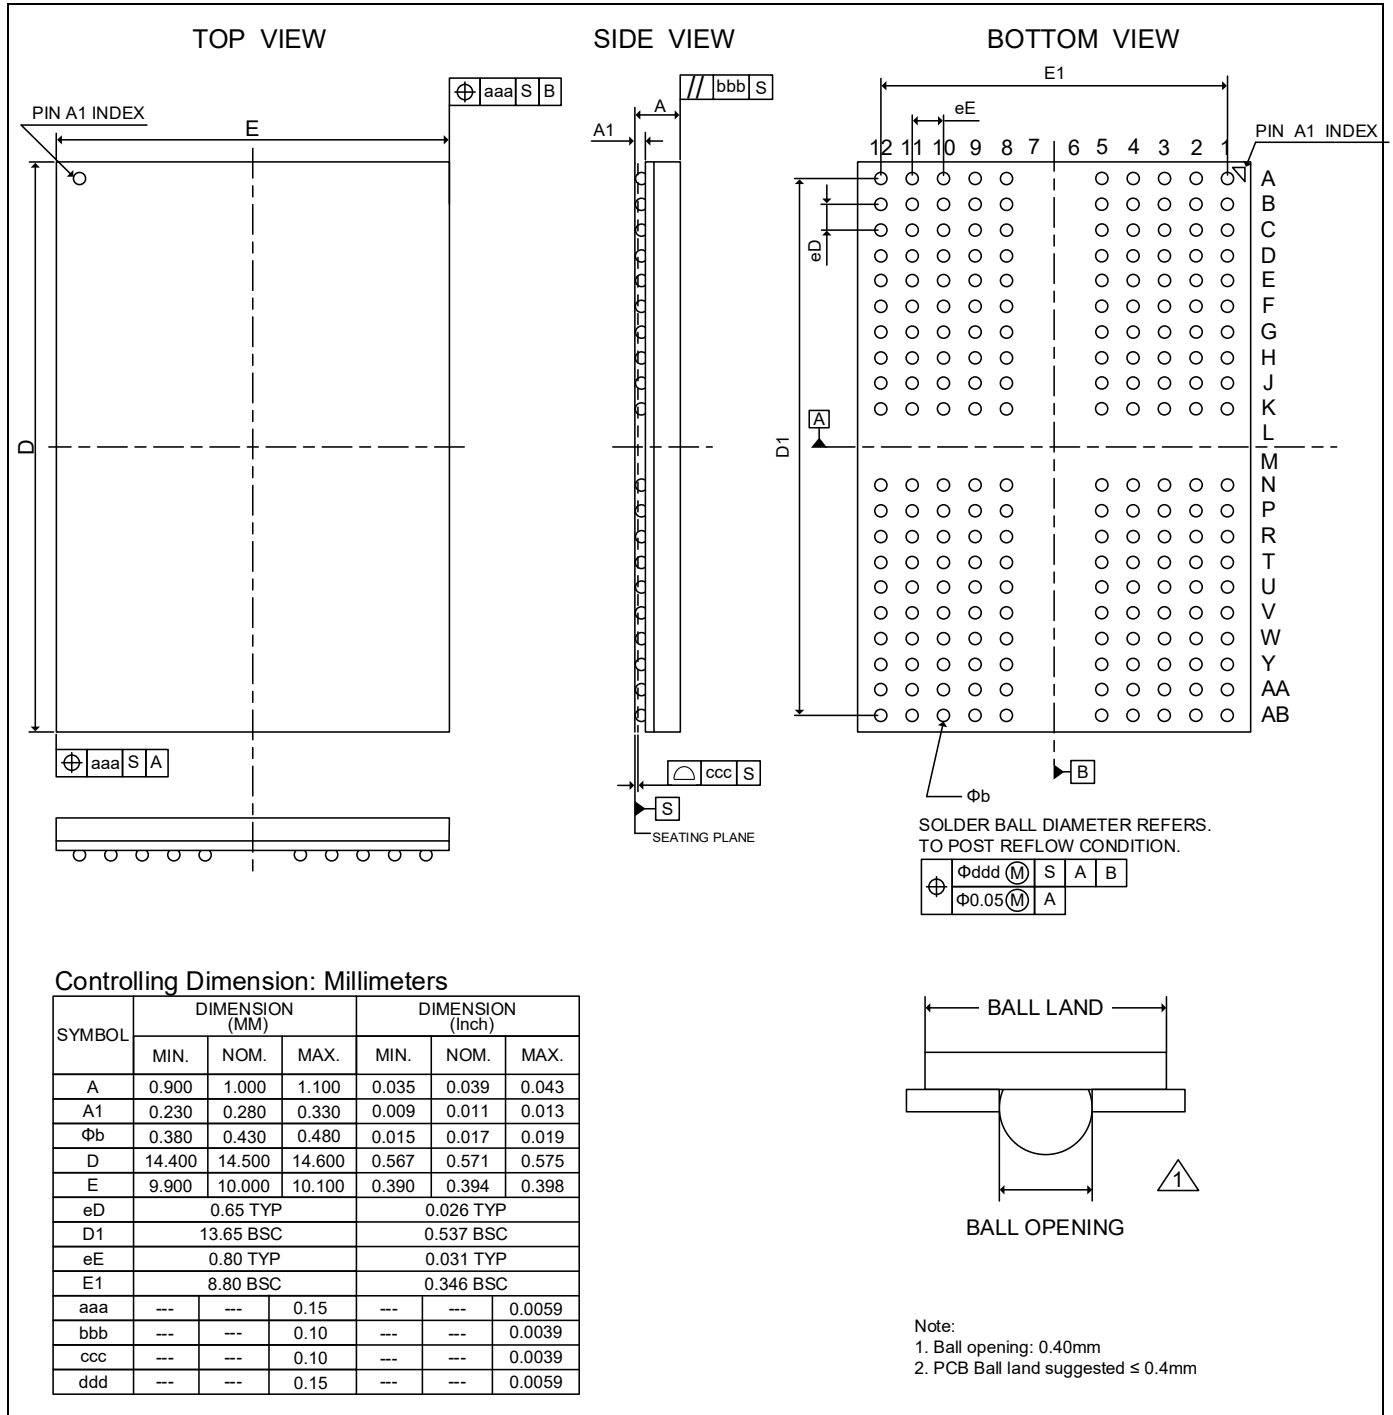 TOP VIEW
SIDE VIEW
BOTTOM VIEW
PIN A1 INDEX
E
aaa S B
D
aaa S A
bbb S
A
A1
ccc S
S
SEATING PLANE
E1
eE
PIN A1 INDEX
12 11 10 9 8 7 6 5 4 3 2 1
A
B
C
D
E
F
G
H
J
K
L
M
N
P
R
T
U
V
W
Y
AA
AB
eD
D1
A
B
Φb
SOLDER BALL DIAMETER REFERS.
TO POST REFLOW CONDITION.
Φddd M S A B
Φ0.05 M A
Controlling Dimension: Millimeters
SYMBOL DIMENSION (MM) DIMENSION (Inch)
MIN. NOM. MAX. MIN. NOM. MAX.
A 0.900 1.000 1.100 0.035 0.039 0.043
A1 0.230 0.280 0.330 0.009 0.011 0.013
Φb 0.380 0.430 0.480 0.015 0.017 0.019
D 14.400 14.500 14.600 0.567 0.571 0.575
E 9.900 10.000 10.100 0.390 0.394 0.398
eD 0.65 TYP 0.026 TYP
D1 13.65 BSC 0.537 BSC
eE 0.80 TYP 0.031 TYP
E1 8.80 BSC 0.346 BSC
aaa --- --- 0.15 --- --- 0.0059
bbb --- --- 0.10 --- --- 0.0039
ccc --- --- 0.10 --- --- 0.0039
ddd --- --- 0.15 --- --- 0.0059
BALL LAND
1
BALL OPENING
Note:
1. Ball opening: 0.40mm
2. PCB Ball land suggested ≤ 0.4mm